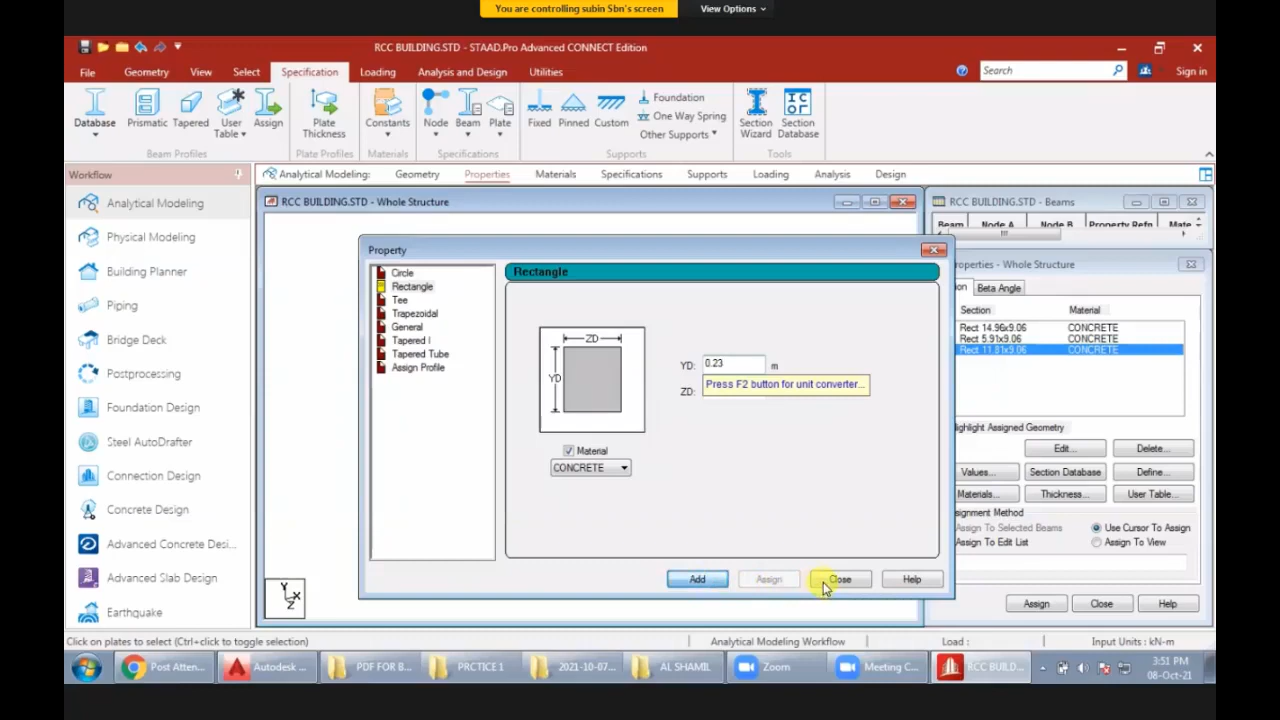 You are controlling subin Sbn's screen
View Options
RCC BUILDING.STD - STAAD.Pro Advanced CONNECT Edition
File
Geometry
View
Select
Specification
Loading
Analysis and Design
Utilities
Search
Sign in
Database
Prismatic
Tapered
User Table
Assign
Plate Thickness
Constants
Node
Beam
Plate
Fixed
Pinned
Custom
Foundation
One Way Spring
Other Supports
Section Wizard
Section Database
Beam Profiles
Plate Profiles
Materials
Specifications
Supports
Tools
Workflow
Analytical Modeling:
Geometry
Properties
Materials
Specifications
Supports
Loading
Analysis
Design
Analytical Modeling
Physical Modeling
Building Planner
Piping
Bridge Deck
Postprocessing
Foundation Design
Steel AutoDrafter
Connection Design
Concrete Design
Advanced Concrete Desi...
Advanced Slab Design
Earthquake
RCC BUILDING.STD - Whole Structure
RCC BUILDING.STD - Beams
Beam
Node A
Node B
Property Refn
Mate
Property
Circle
Rectangle
Tee
Trapezoidal
General
Tapered I
Tapered Tube
Assign Profile
Rectangle
ZD
YD
YD:
0.23
m
Press F2 button for unit converter...
ZD:
Material
CONCRETE
Add
Assign
Close
Help
roperties - Whole Structure
ion
Beta Angle
Section
Material
Rect 14.96x9.06
CONCRETE
Rect 5.91x9.06
CONCRETE
Rect 11.81x9.06
CONCRETE
ighlight Assigned Geometry
Edit...
Delete...
Values...
Section Database
Define...
Materials...
Thickness...
User Table...
ssignment Method
Assign To Selected Beams
Use Cursor To Assign
Assign To Edit List
Assign To View
Assign
Close
Help
Y
X
Z
Click on plates to select (Ctrl+click to toggle selection)
Analytical Modeling Workflow
Load :
Input Units : kN-m
Post Atten...
Autodesk ...
PDF FOR B...
PRCTICE 1
2021-10-07...
AL SHAMIL
Zoom
Meeting C...
RCC BUILD...
3:51 PM
08-Oct-21